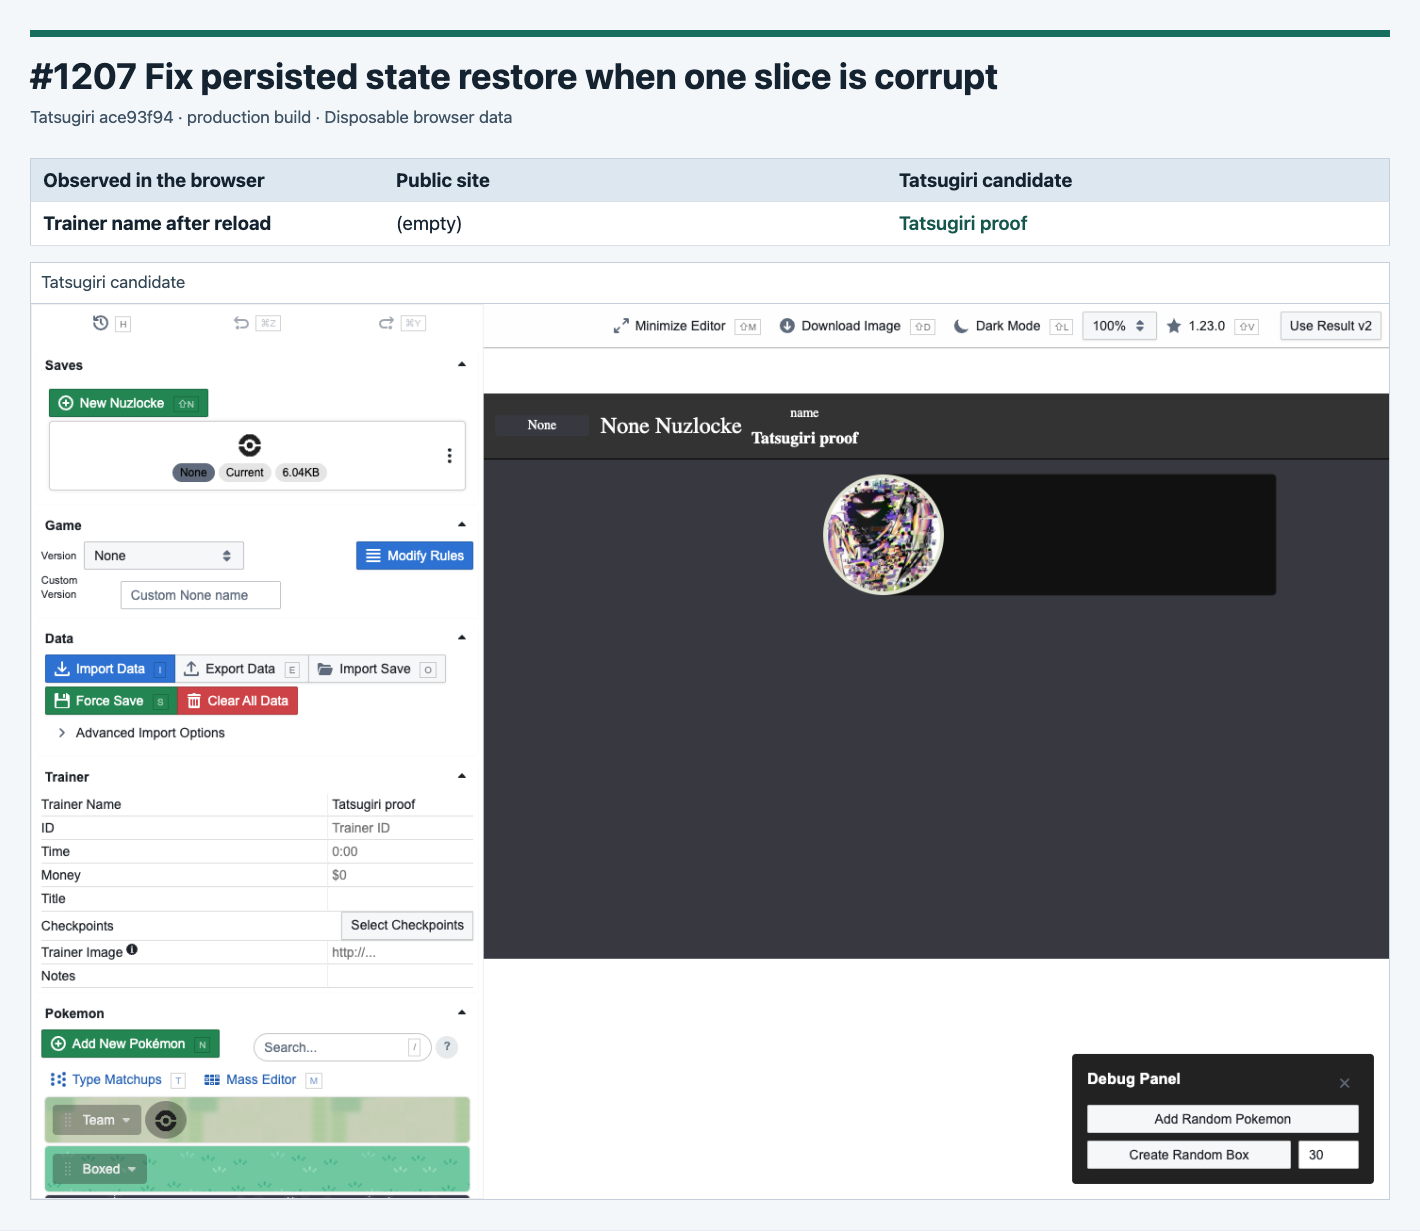 #1207 Fix persisted state restore when one slice is corrupt
Tatsugiri ace93f94 · production build · Disposable browser data
Observed in the browser Public site Tatsugiri candidate
Trainer name after reload (empty) Tatsugiri proof
Tatsugiri candidate
H ⌘Z ⌘Y
Minimize Editor ⇧M Download Image ⇧D Dark Mode ⇧L 100% 1.23.0 ⇧V Use Result v2
Saves
New Nuzlocke ⇧N
None Current 6.04KB
None None Nuzlocke name
Tatsugiri proof
Game
Version None Modify Rules
Custom
Version Custom None name
Data
Import Data I Export Data E Import Save O
Force Save S Clear All Data
Advanced Import Options
Trainer
Trainer Name Tatsugiri proof
ID Trainer ID
Time 0:00
Money $0
Title
Checkpoints Select Checkpoints
Trainer Image http://...
Notes
Pokemon
Add New Pokémon N Search... / ?
Type Matchups T Mass Editor M
Team
Boxed
Debug Panel
Add Random Pokemon
Create Random Box 30